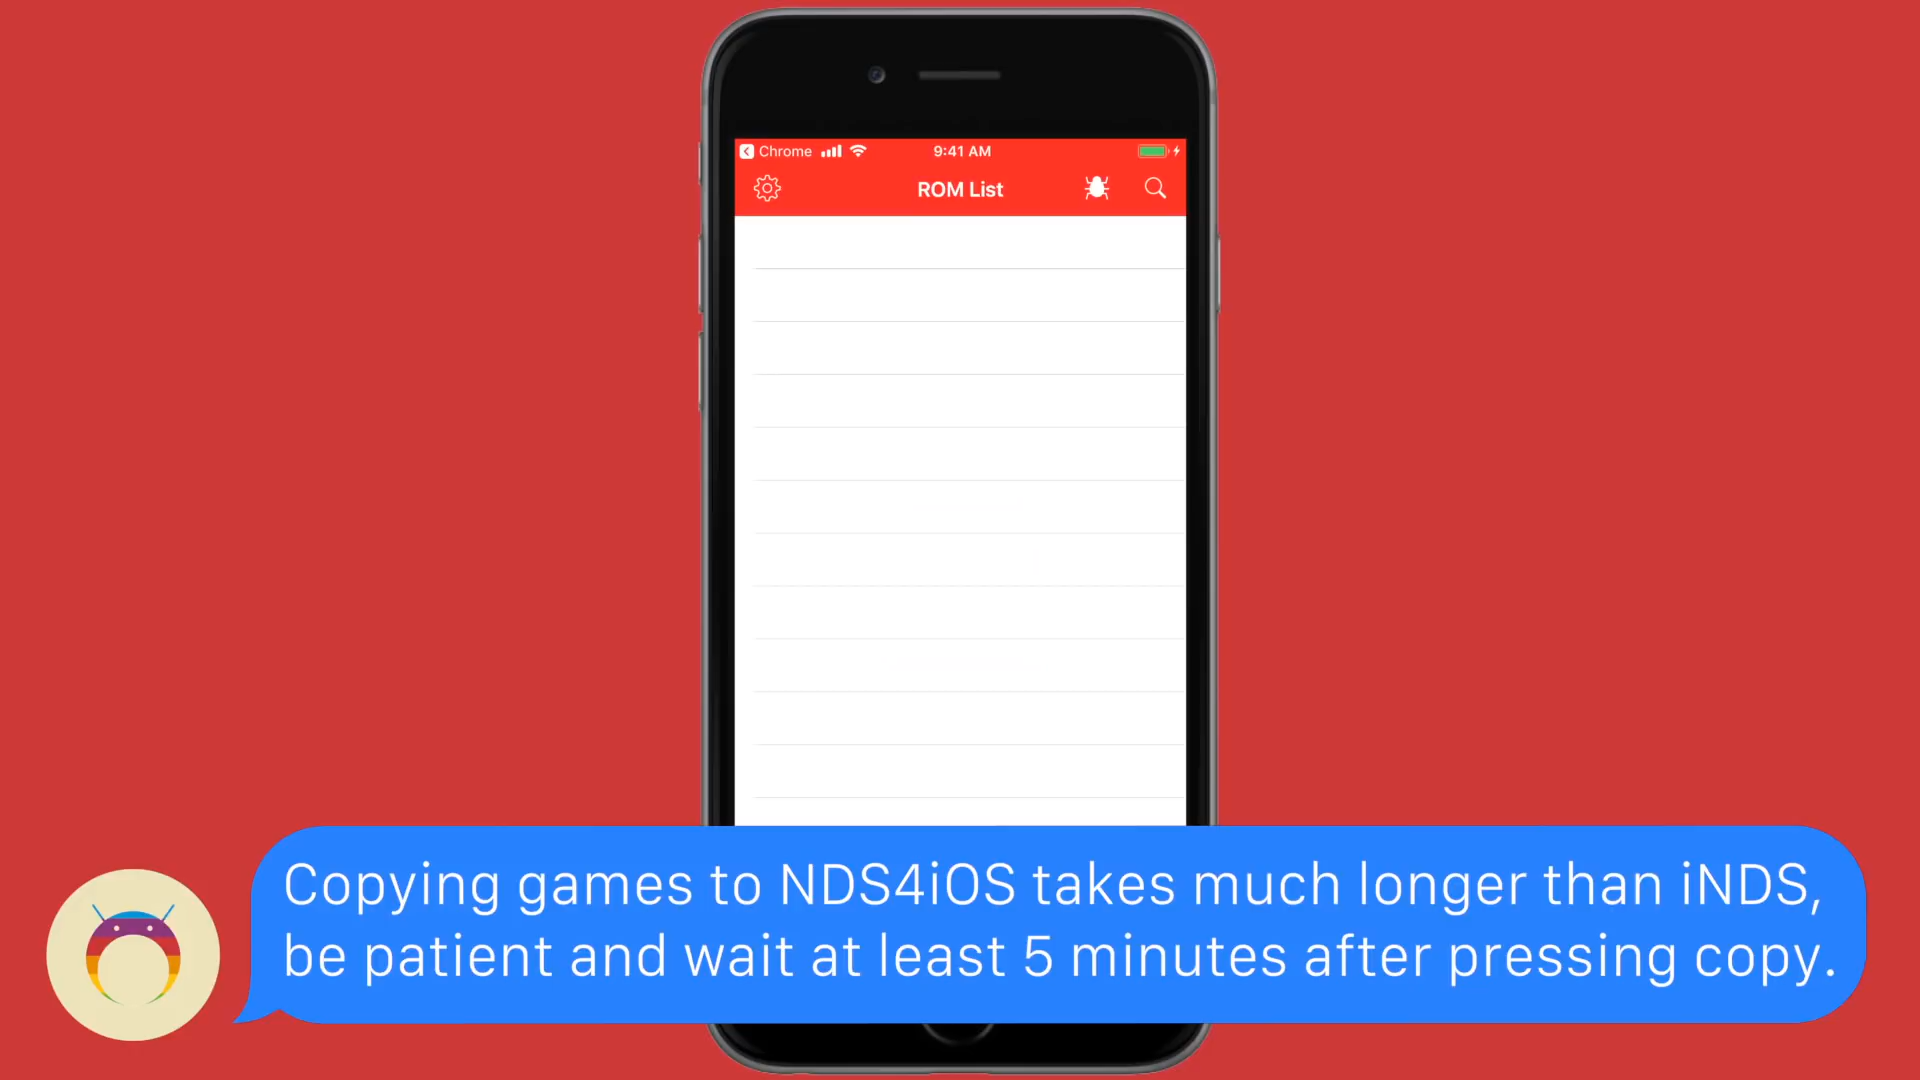 Chrome 9:41 AM
ROM List
Copying games to NDS4iOS takes much longer than iNDS,
be patient and wait at least 5 minutes after pressing copy.